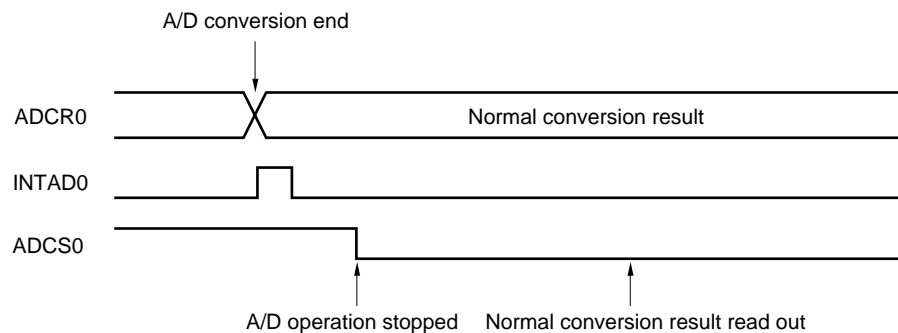 A/D conversion end
ADCR0
Normal conversion result
INTAD0
ADCS0
A/D operation stopped
Normal conversion result read out